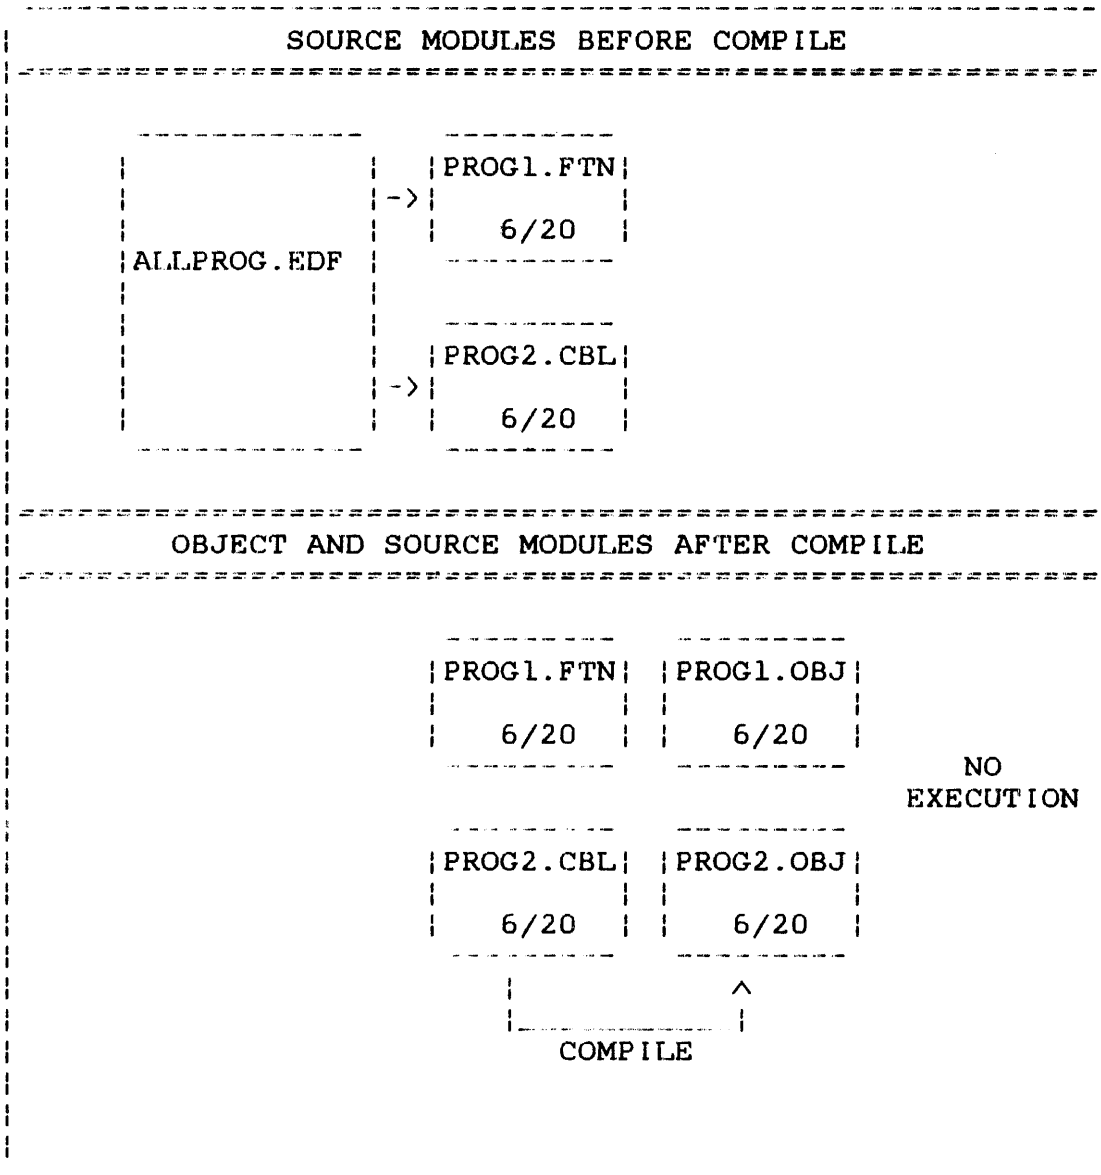 SOURCE MODULES BEFORE COMPILE
PROG1.FTN
6/20
ALLPROG.EDF
PROG2.CBL
6/20
OBJECT AND SOURCE MODULES AFTER COMPILE
PROG1.FTN PROG1.OBJ
6/20 6/20
NO
EXECUTION
PROG2.CBL PROG2.OBJ
6/20 6/20
COMPILE